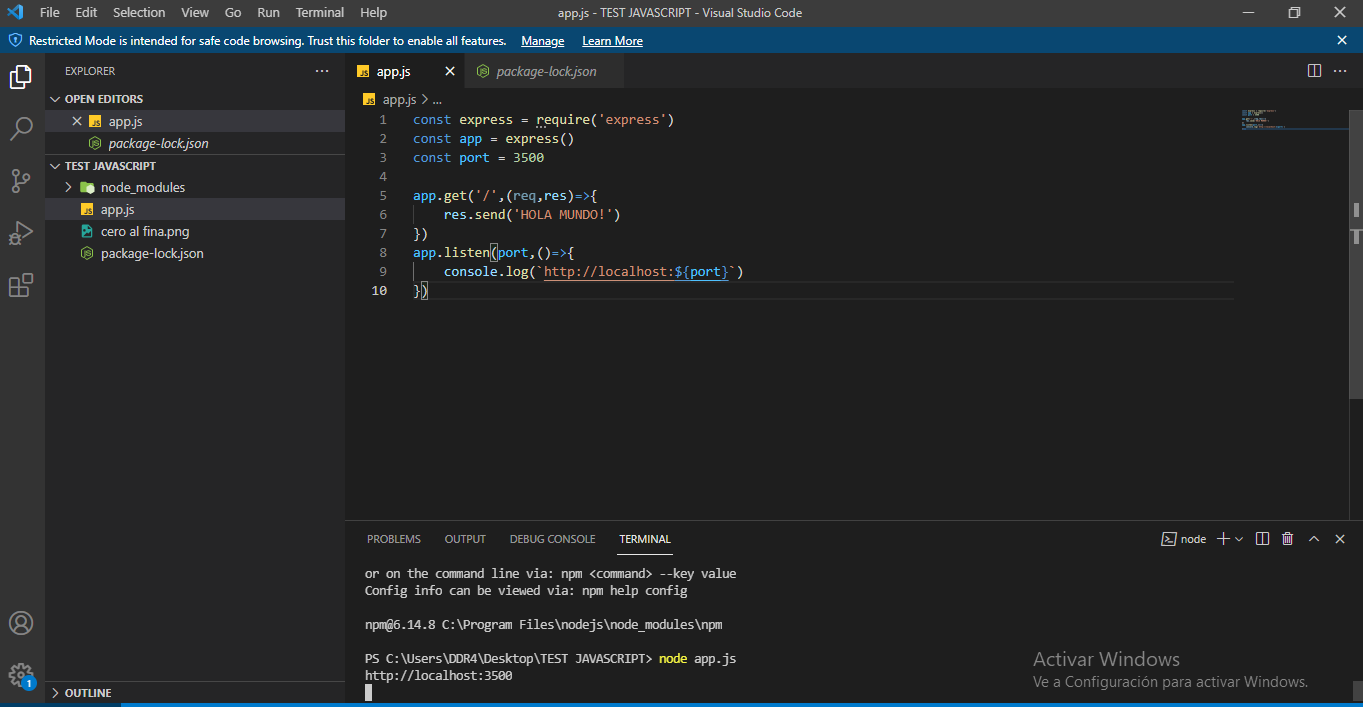 File Edit Selection View Go Run Terminal Help app.js - TEST JAVASCRIPT - Visual Studio Code
Restricted Mode is intended for safe code browsing. Trust this folder to enable all features. Manage Learn More
EXPLORER
OPEN EDITORS
app.js
package-lock.json
TEST JAVASCRIPT
node_modules
app.js
cero al fina.png
package-lock.json
OUTLINE
1
app.js package-lock.json
app.js > ...
1 const express = require('express')
2 const app = express()
3 const port = 3500
4
5 app.get('/',(req,res)=>{
6 res.send('HOLA MUNDO!')
7 })
8 app.listen(port,()=>{
9 console.log(`http://localhost:${port}`)
10 })
PROBLEMS OUTPUT DEBUG CONSOLE TERMINAL node
or on the command line via: npm <command> --key value
Config info can be viewed via: npm help config
npm@6.14.8 C:\Program Files\nodejs\node_modules\npm
PS C:\Users\DDR4\Desktop\TEST JAVASCRIPT> node app.js
http://localhost:3500
Activar Windows
Ve a Configuración para activar Windows.